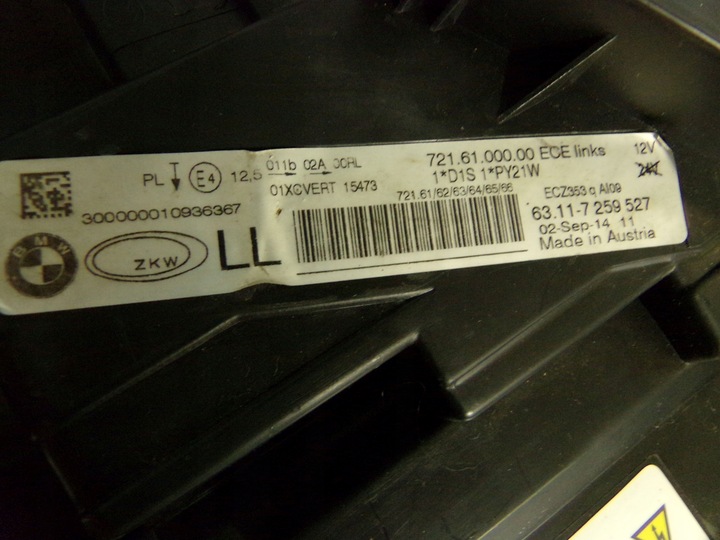 PL E4 12,5 011b 02A 00RL
300000010936367
BMW ZKW LL
01XCVERT 15473
721.61.000.00 ECE links 12V
1*D1S 1*PY21W 24V
721.61/62/63/64/65/66
ECZ353 q AI09
63.11-7 259 527
02-Sep-14 11
Made in Austria